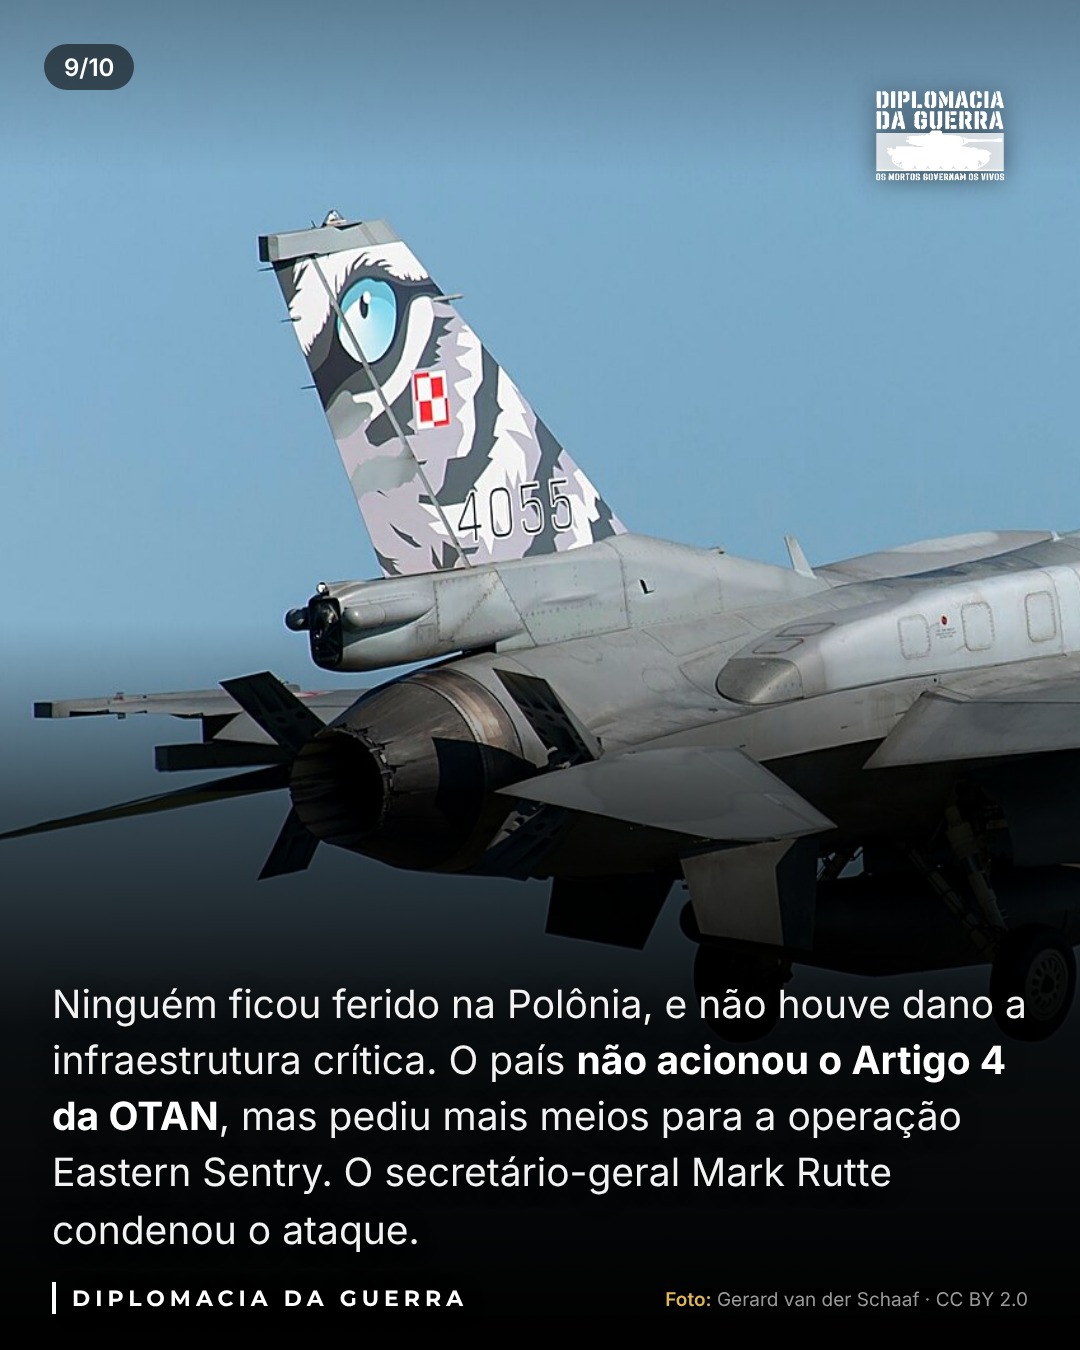 9/10
DIPLOMACIA
DA GUERRA
OS MORTOS GOVERNAM OS VIVOS
4055
Ninguém ficou ferido na Polônia, e não houve dano a
infraestrutura crítica. O país não acionou o Artigo 4
da OTAN, mas pediu mais meios para a operação
Eastern Sentry. O secretário-geral Mark Rutte
condenou o ataque.
DIPLOMACIA DA GUERRA
Foto: Gerard van der Schaaf · CC BY 2.0